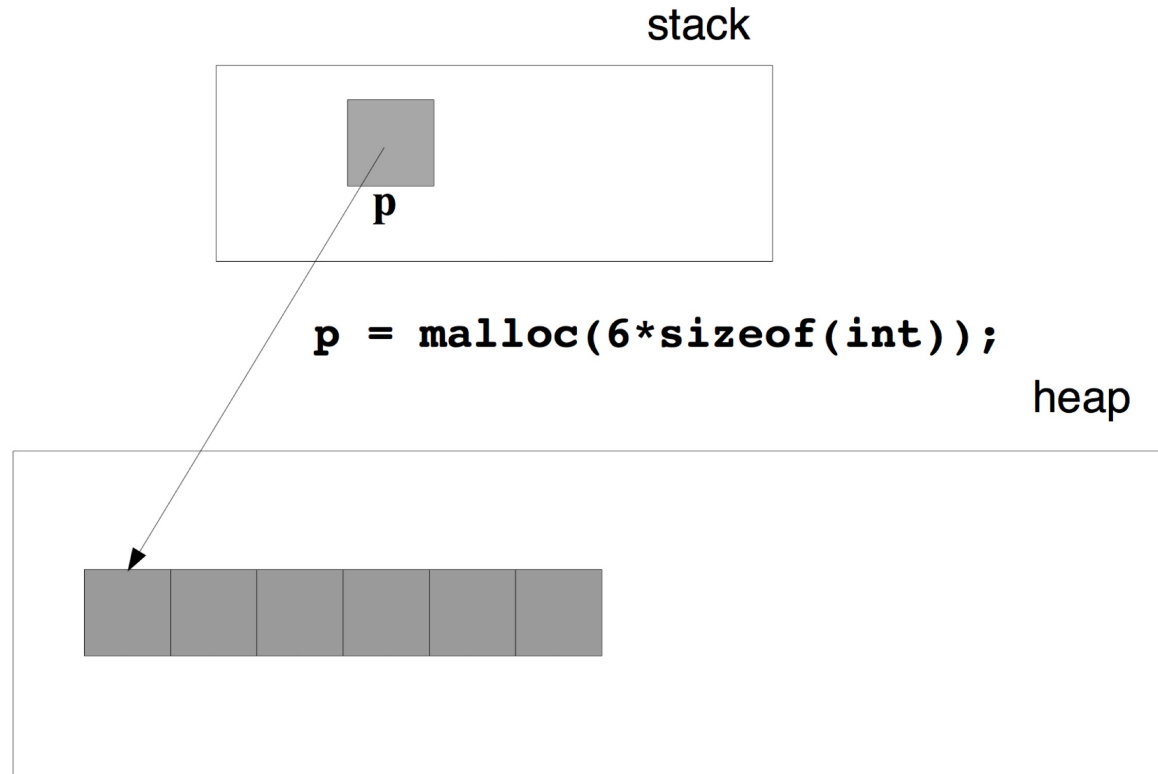 stack
p
p = malloc(6*sizeof(int));
heap